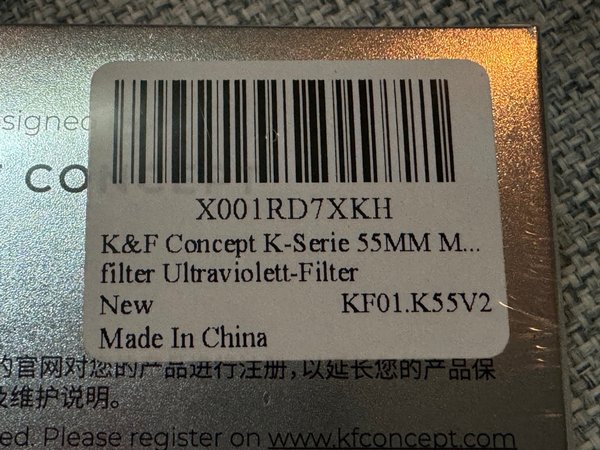 signed
CONCEPT
X001RD7XKH
K&F Concept K-Serie 55MM M...
filter Ultraviolett-Filter
New KF01.K55V2
Made In China
的官网对您的产品进行注册,以延长您的产品保
及维护说明。
ed. Please register on www.kfconcept.com